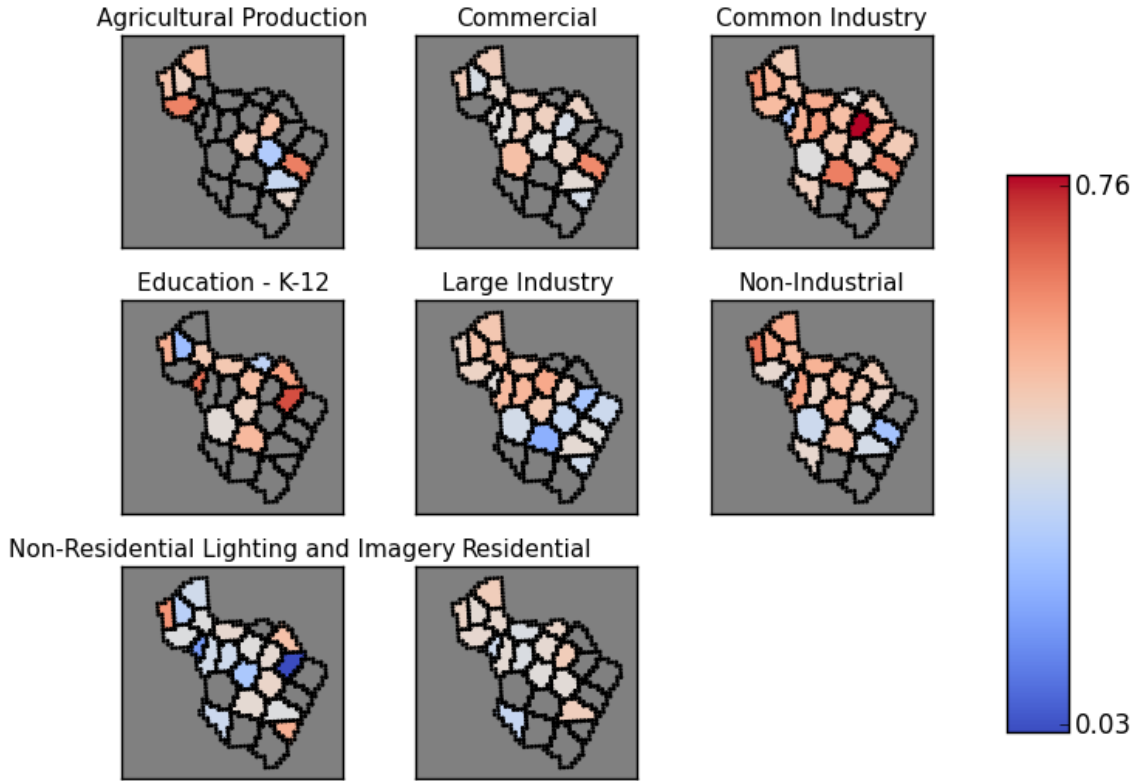 Agricultural Production
Commercial
Common Industry
0.76
Education - K-12
Large Industry
Non-Industrial
Non-Residential Lighting and Imagery
Residential
0.03